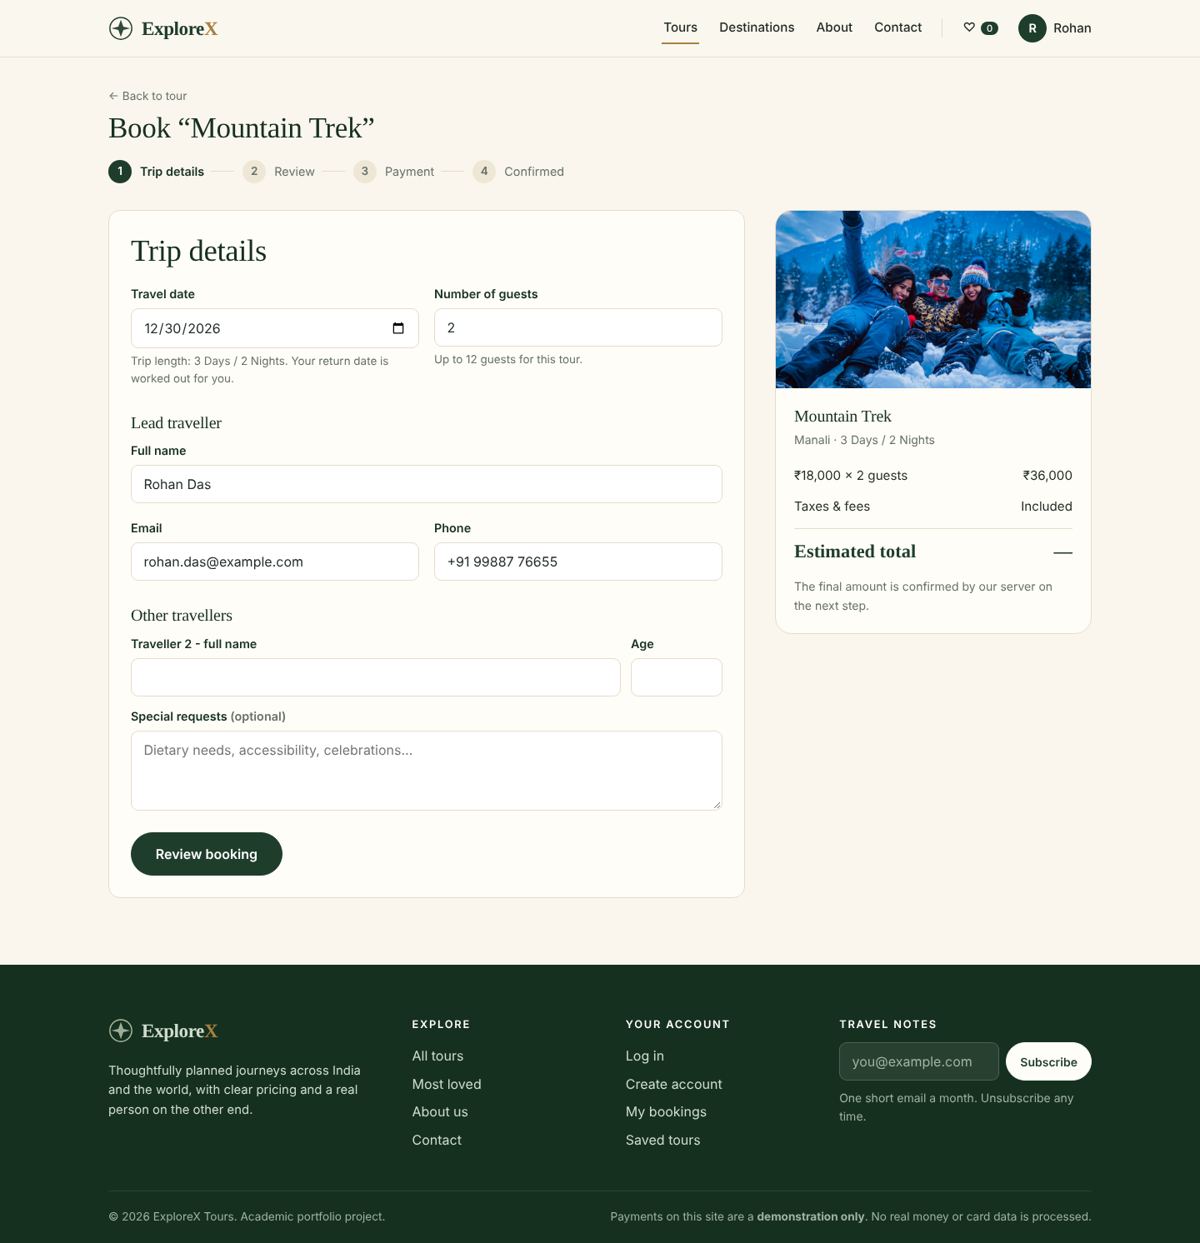 ExploreX
Tours
Destinations
About
Contact
♡ 0
R
Rohan
← Back to tour
Book “Mountain Trek”
1 Trip details
2 Review
3 Payment
4 Confirmed
Trip details
Travel date
12/30/2026
Trip length: 3 Days / 2 Nights. Your return date is
worked out for you.
Number of guests
2
Up to 12 guests for this tour.
Lead traveller
Full name
Rohan Das
Email
rohan.das@example.com
Phone
+91 99887 76655
Other travellers
Traveller 2 - full name
Age
Special requests (optional)
Dietary needs, accessibility, celebrations...
Review booking
Mountain Trek
Manali · 3 Days / 2 Nights
₹18,000 × 2 guests ₹36,000
Taxes & fees Included
Estimated total —
The final amount is confirmed by our server on
the next step.
ExploreX
Thoughtfully planned journeys across India
and the world, with clear pricing and a real
person on the other end.
EXPLORE
All tours
Most loved
About us
Contact
YOUR ACCOUNT
Log in
Create account
My bookings
Saved tours
TRAVEL NOTES
you@example.com
Subscribe
One short email a month. Unsubscribe any
time.
© 2026 ExploreX Tours. Academic portfolio project.
Payments on this site are a demonstration only. No real money or card data is processed.